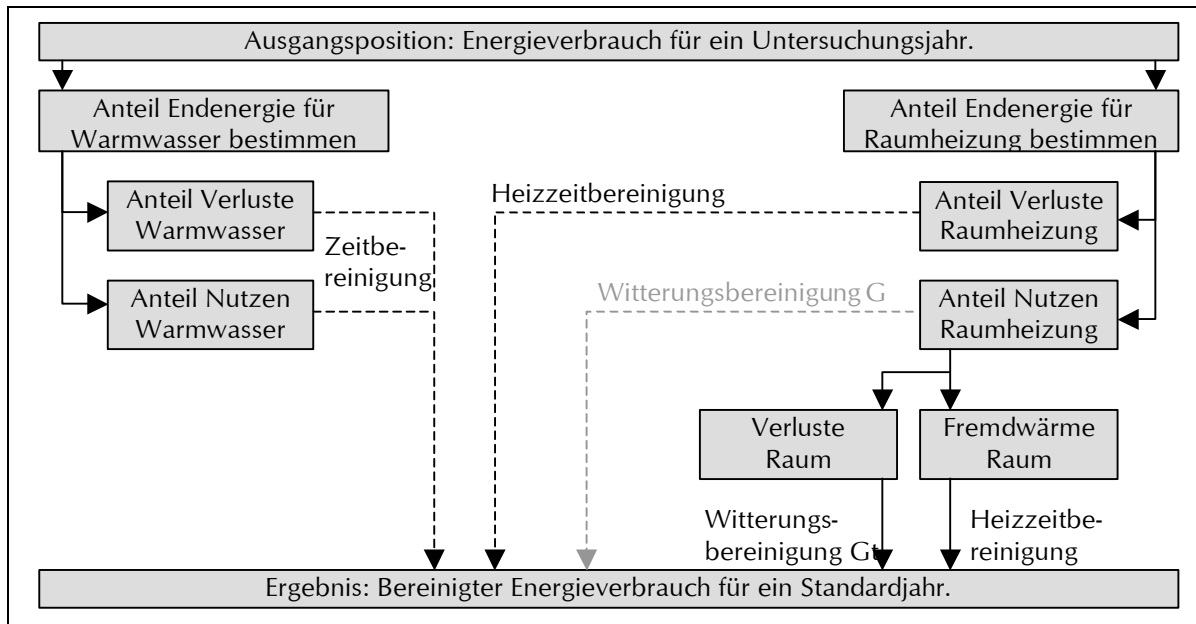 Ausgangsposition: Energieverbrauch für ein Untersuchungsjahr.
Anteil Endenergie für
Warmwasser bestimmen
Anteil Endenergie für
Raumheizung bestimmen
Anteil Verluste
Warmwasser
Heizzeitbereinigung
Anteil Verluste
Raumheizung
Zeitbe-
reinigung
Anteil Nutzen
Warmwasser
Witterungsbereinigung G
Anteil Nutzen
Raumheizung
Verluste
Raum
Fremdwärme
Raum
Witterungs-
bereinigung Gt
Heizzeitbe-
reinigung
Ergebnis: Bereinigter Energieverbrauch für ein Standardjahr.